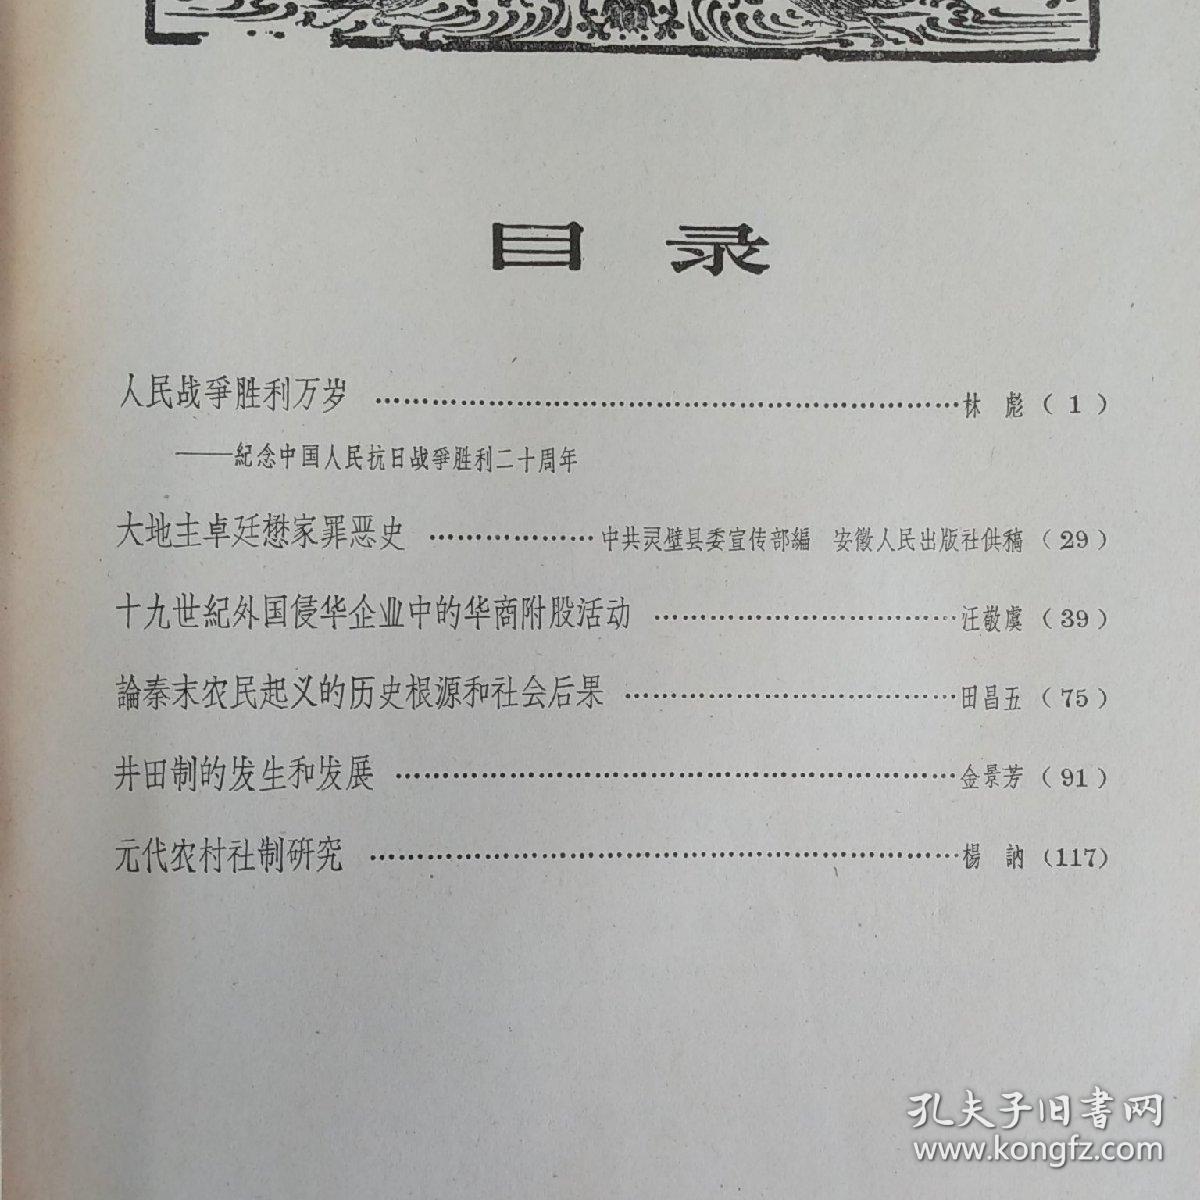 目录
人民战爭胜利万岁 ……………………………………………………林 彪（1）
——紀念中国人民抗日战爭胜利二十周年
大地主卓廷懋家罪恶史 ………………中共灵璧县委宣传部編 安徽人民出版社供稿（29）
十九世紀外国侵华企业中的华商附股活动 ……………………………汪敬虞（39）
論秦末农民起义的历史根源和社会后果 ………………………………田昌五（75）
井田制的发生和发展 ……………………………………………………金景芳（91）
元代农村社制研究 ………………………………………………………楊 訥（117）
孔夫子旧書网
www.kongfz.com